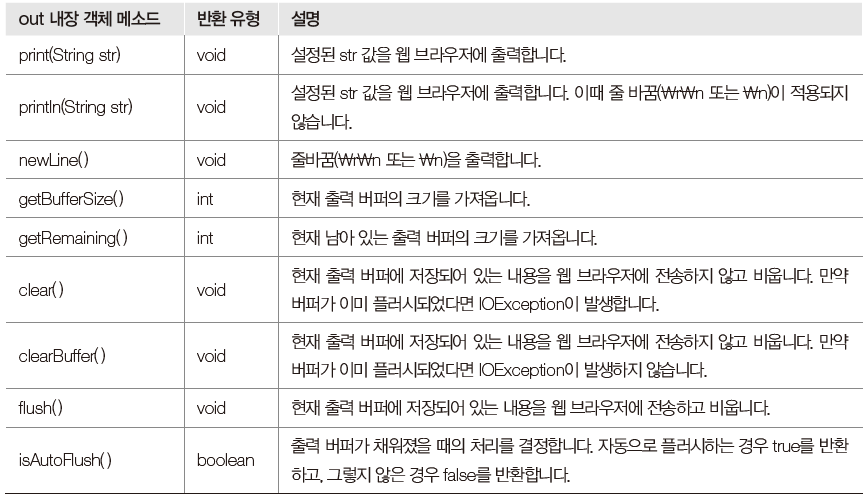 out 내장 객체 메소드 반환 유형 설명
print(String str) void 설정된 str 값을 웹 브라우저에 출력합니다.
println(String str) void 설정된 str 값을 웹 브라우저에 출력합니다. 이때 줄 바꿈(₩r₩n 또는 ₩n)이 적용되지
않습니다.
newLine( ) void 줄바꿈(₩r₩n 또는 ₩n)을 출력합니다.
getBufferSize( ) int 현재 출력 버퍼의 크기를 가져옵니다.
getRemaining( ) int 현재 남아 있는 출력 버퍼의 크기를 가져옵니다.
clear( ) void 현재 출력 버퍼에 저장되어 있는 내용을 웹 브라우저에 전송하지 않고 비웁니다. 만약
버퍼가 이미 플러시되었다면 IOException이 발생합니다.
clearBuffer( ) void 현재 출력 버퍼에 저장되어 있는 내용을 웹 브라우저에 전송하지 않고 비웁니다. 만약
버퍼가 이미 플러시되었다면 IOException이 발생하지 않습니다.
flush( ) void 현재 출력 버퍼에 저장되어 있는 내용을 웹 브라우저에 전송하고 비웁니다.
isAutoFlush( ) boolean 출력 버퍼가 채워졌을 때의 처리를 결정합니다. 자동으로 플러시하는 경우 true를 반환
하고, 그렇지 않은 경우 false를 반환합니다.